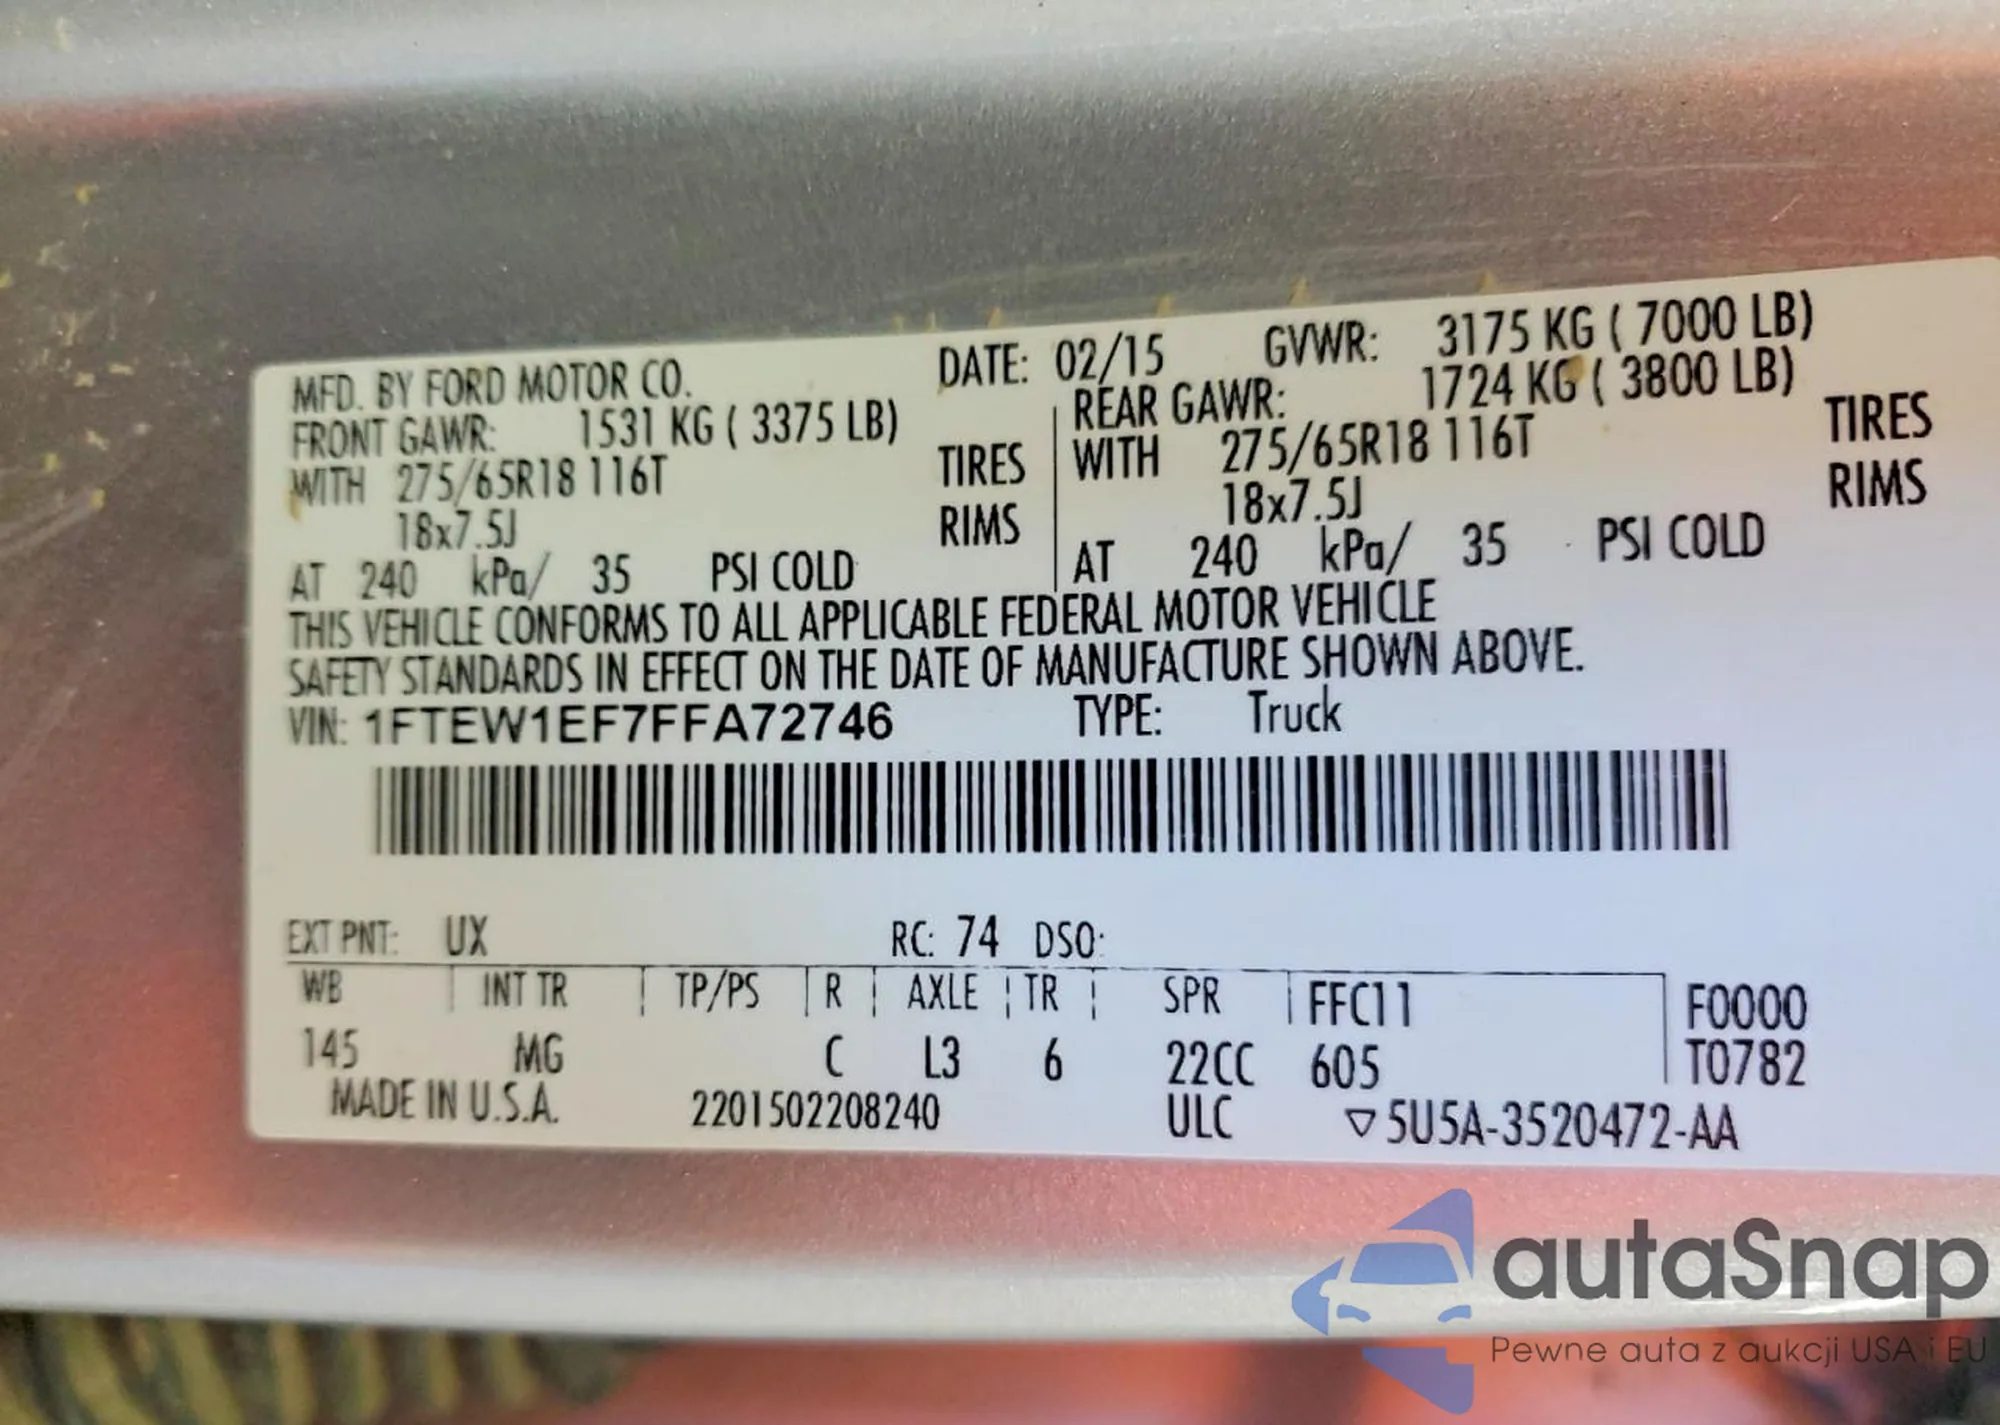 MFD. BY FORD MOTOR CO. DATE: 02/15 GVWR: 3175 KG ( 7000 LB)
FRONT GAWR: 1531 KG ( 3375 LB) REAR GAWR: 1724 KG ( 3800 LB)
WITH 275/65R18 116T TIRES WITH 275/65R18 116T TIRES
18x7.5J RIMS 18x7.5J RIMS
AT 240 kPa/ 35 PSI COLD AT 240 kPa/ 35 PSI COLD
THIS VEHICLE CONFORMS TO ALL APPLICABLE FEDERAL MOTOR VEHICLE
SAFETY STANDARDS IN EFFECT ON THE DATE OF MANUFACTURE SHOWN ABOVE.
VIN: 1FTEW1EF7FFA72746 TYPE: Truck
EXT PNT: UX RC: 74 DSO:
WB INT TR TP/PS R AXLE TR SPR FFC11 F0000
145 MG C L3 6 22CC 605 T0782
MADE IN U.S.A. 2201502208240 ULC ▽5U5A-3520472-AA
autaSnap
Pewne auta z aukcji USA i EU